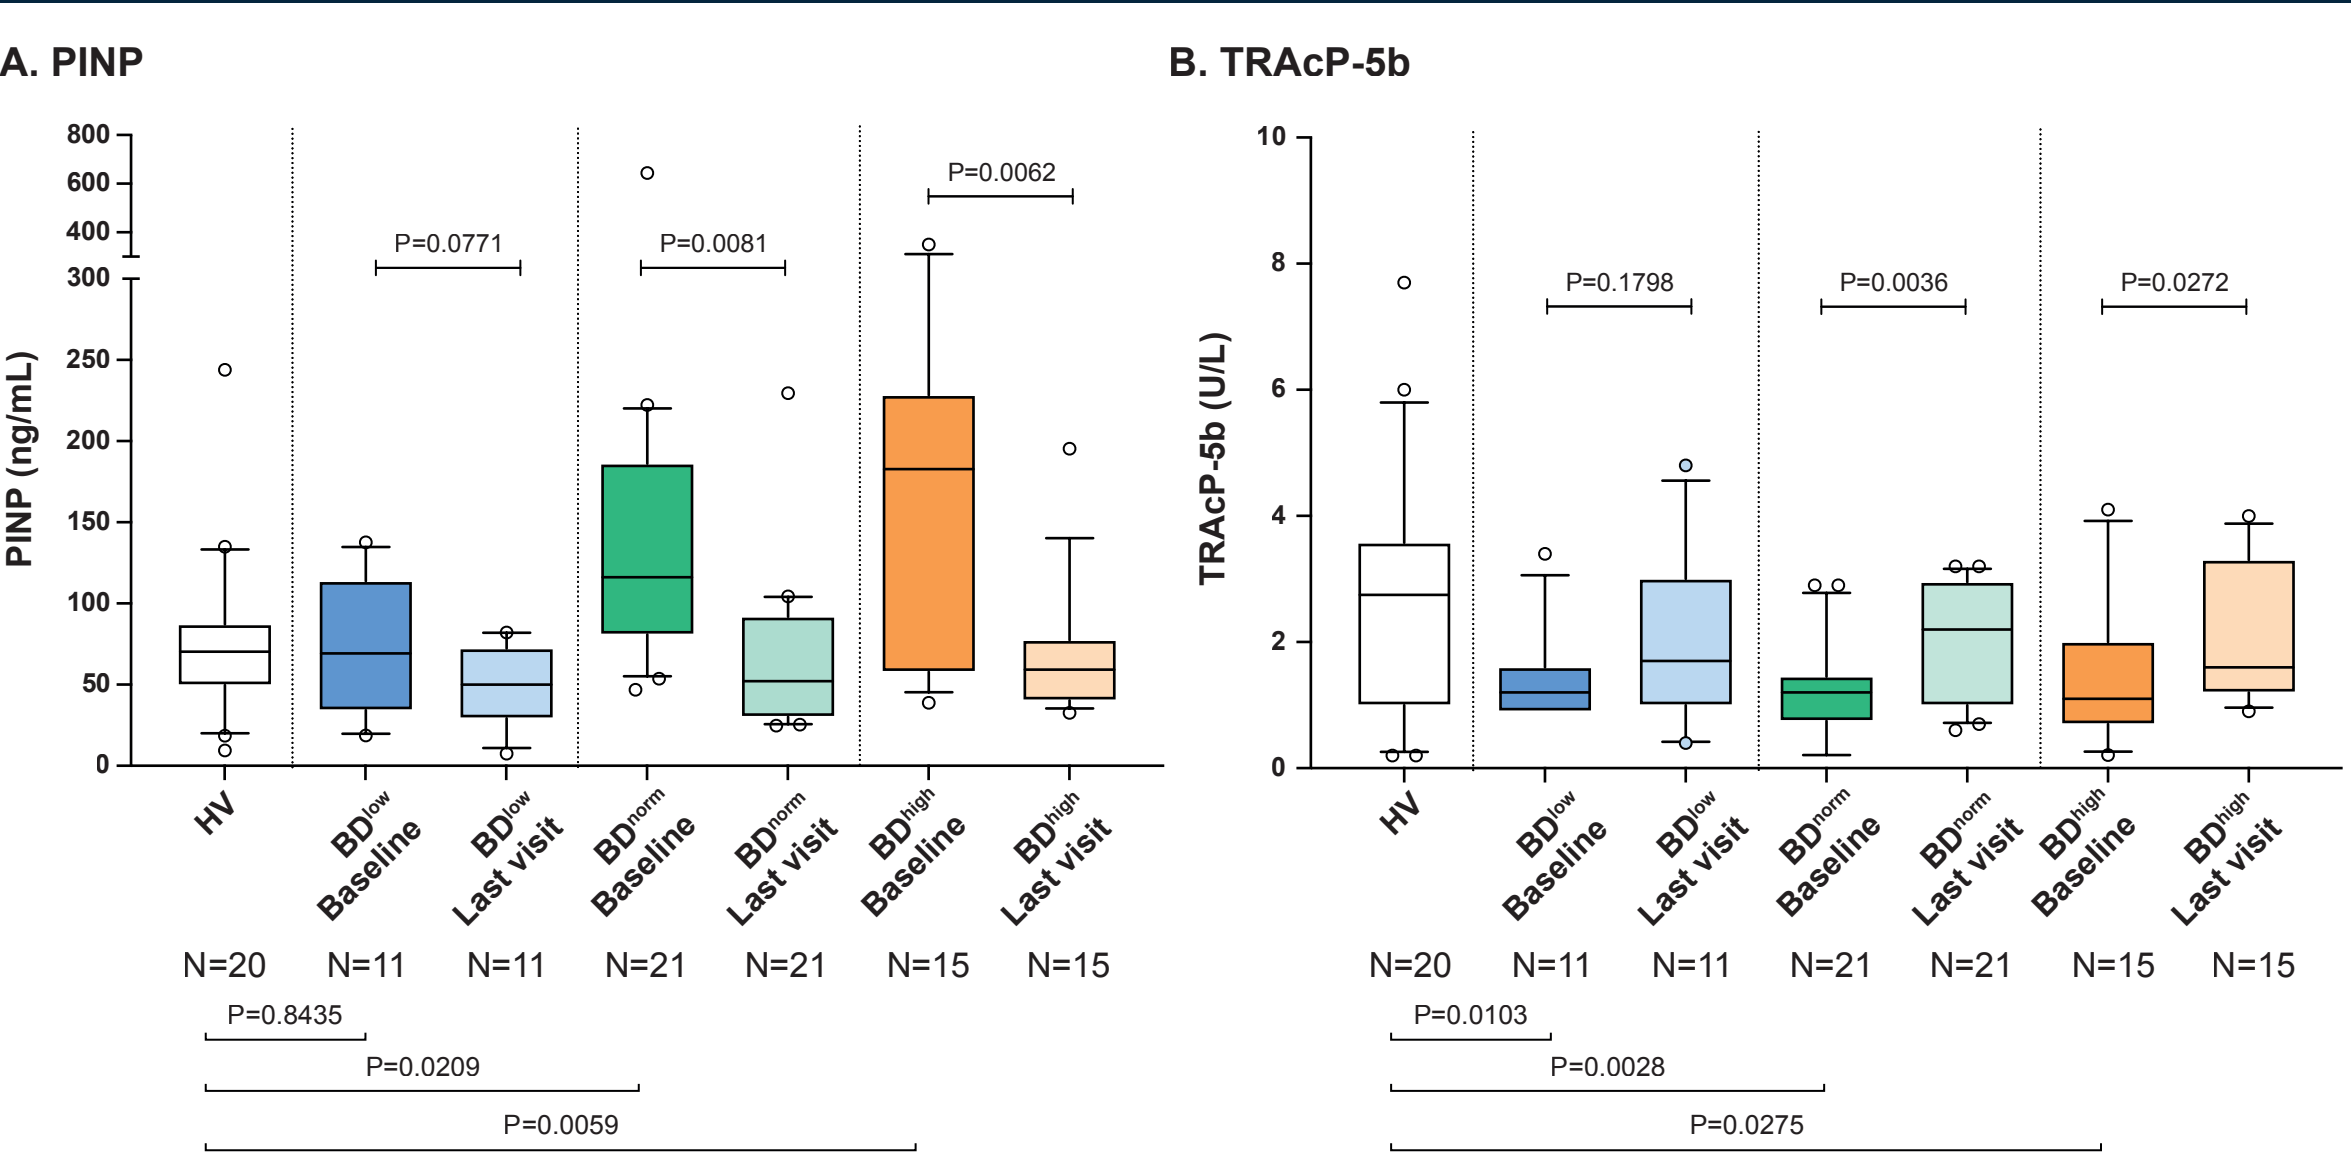 A. PINP
PINP (ng/mL)
800
600
400
300
250
200
150
100
50
0
P=0.0771
P=0.0081
P=0.0062
HV
BDlow
Baseline
BDlow
Last visit
BDnorm
Baseline
BDnorm
Last visit
BDhigh
Baseline
BDhigh
Last visit
N=20
N=11
N=11
N=21
N=21
N=15
N=15
P=0.8435
P=0.0209
P=0.0059
B. TRAcP-5b
TRAcP-5b (U/L)
10
8
6
4
2
0
P=0.1798
P=0.0036
P=0.0272
HV
BDlow
Baseline
BDlow
Last visit
BDnorm
Baseline
BDnorm
Last visit
BDhigh
Baseline
BDhigh
Last visit
N=20
N=11
N=11
N=21
N=21
N=15
N=15
P=0.0103
P=0.0028
P=0.0275